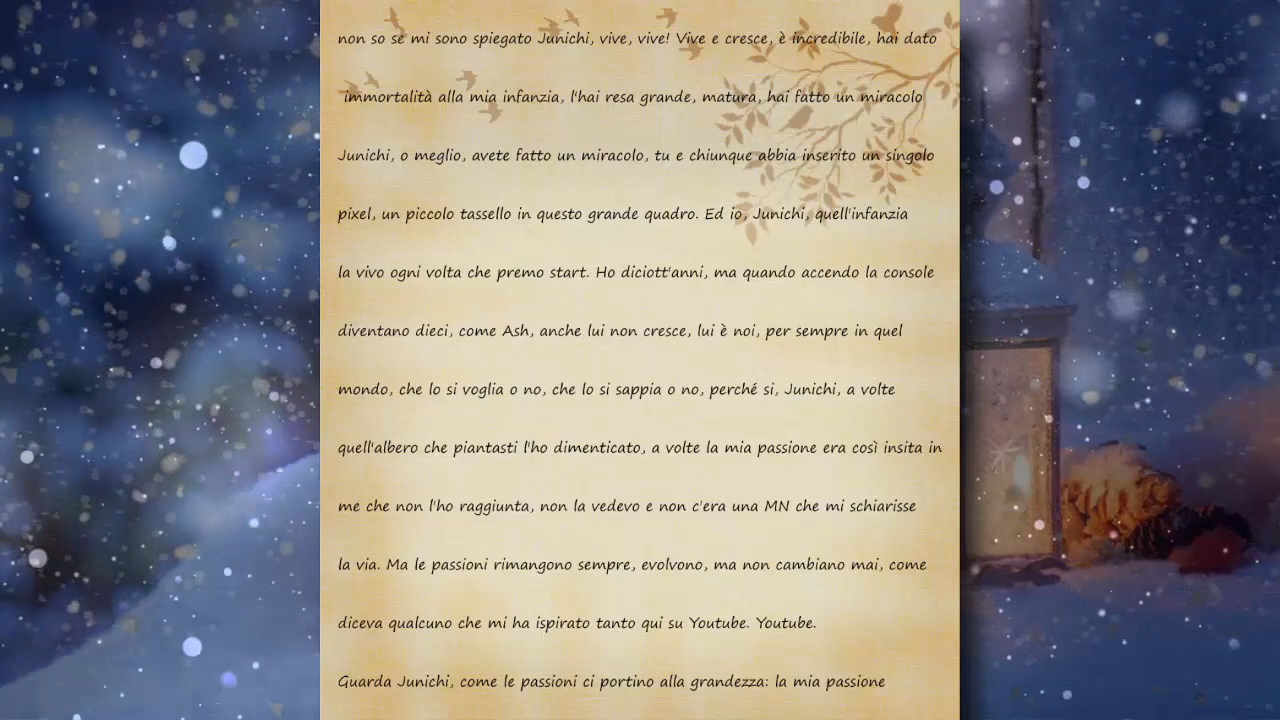 non so se mi sono spiegato Junichi, vive, vive! Vive e cresce, è incredibile, hai dato
immortalità alla mia infanzia, l'hai resa grande, matura, hai fatto un miracolo
Junichi, o meglio, avete fatto un miracolo, tu e chiunque abbia inserito un singolo
pixel, un piccolo tassello in questo grande quadro. Ed io, Junichi, quell'infanzia
la vivo ogni volta che premo start. Ho diciott'anni, ma quando accendo la console
diventano dieci, come Ash, anche lui non cresce, lui è noi, per sempre in quel
mondo, che lo si voglia o no, che lo si sappia o no, perché si, Junichi, a volte
quell'albero che piantasti l'ho dimenticato, a volte la mia passione era così insita in
me che non l'ho raggiunta, non la vedevo e non c'era una MN che mi schiarisse
la via. Ma le passioni rimangono sempre, evolvono, ma non cambiano mai, come
diceva qualcuno che mi ha ispirato tanto qui su Youtube. Youtube.
Guarda Junichi, come le passioni ci portino alla grandezza: la mia passione